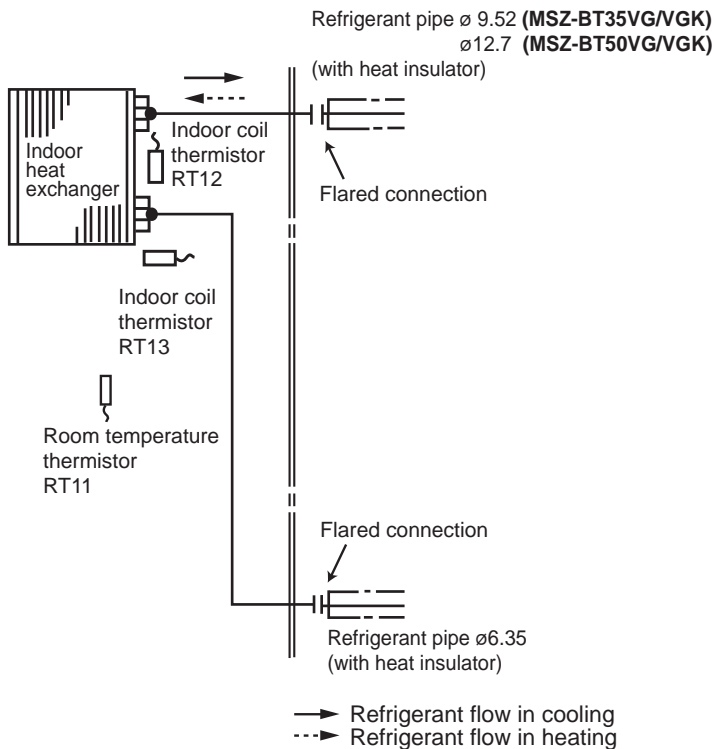 Refrigerant pipe ø 9.52 (MSZ-BT35VG/VGK)
ø12.7 (MSZ-BT50VG/VGK)
(with heat insulator)
Indoor
heat
exchanger
Indoor coil
thermistor
RT12
Flared connection
Indoor coil
thermistor
RT13
Room temperature
thermistor
RT11
Flared connection
Refrigerant pipe ø6.35
(with heat insulator)
Refrigerant flow in cooling
Refrigerant flow in heating